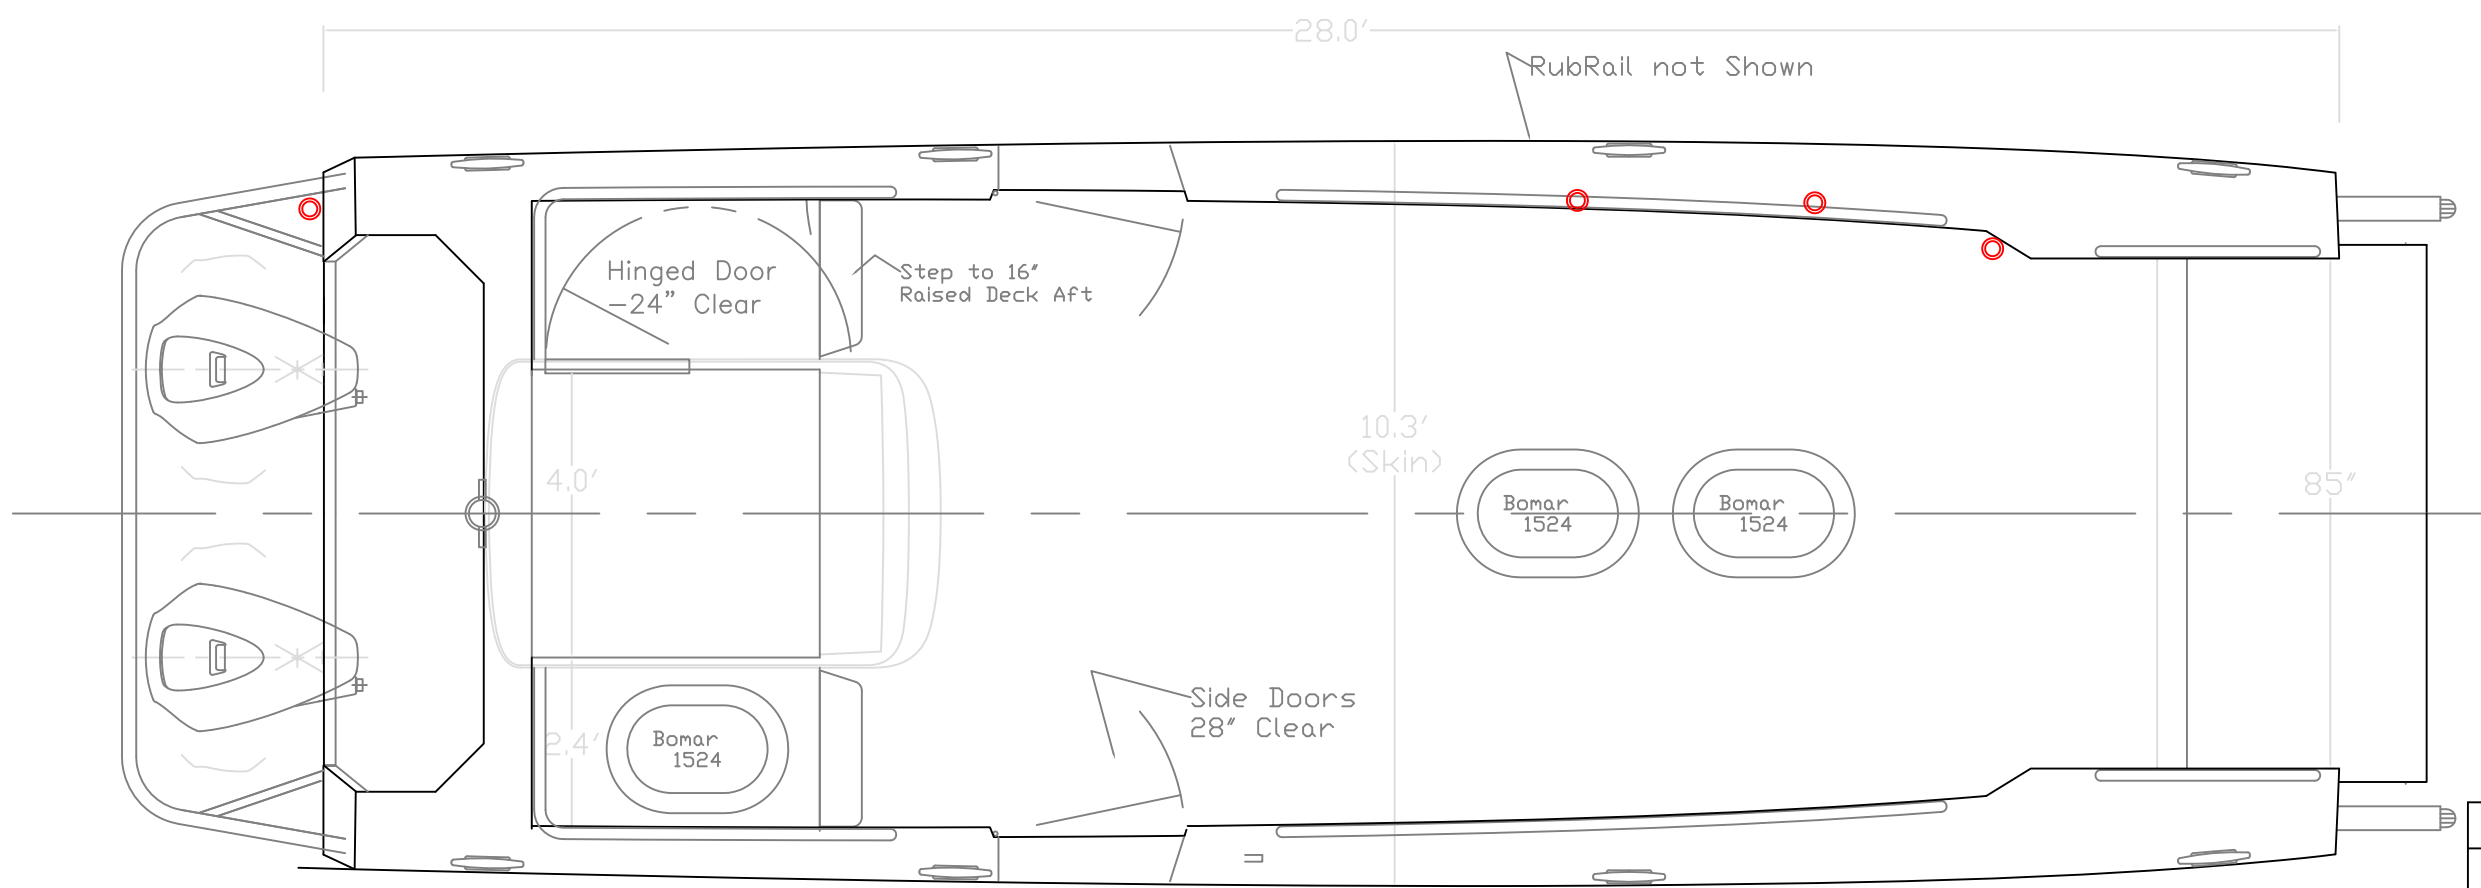 28.0'
RubRail not Shown
Hinged Door
-24" Clear
Step to 16"
Raised Deck Aft
10.3'
(Skin)
4.0'
85"
Bomar
1524
Bomar
1524
Side Doors
28" Clear
2.4'
Bomar
1524